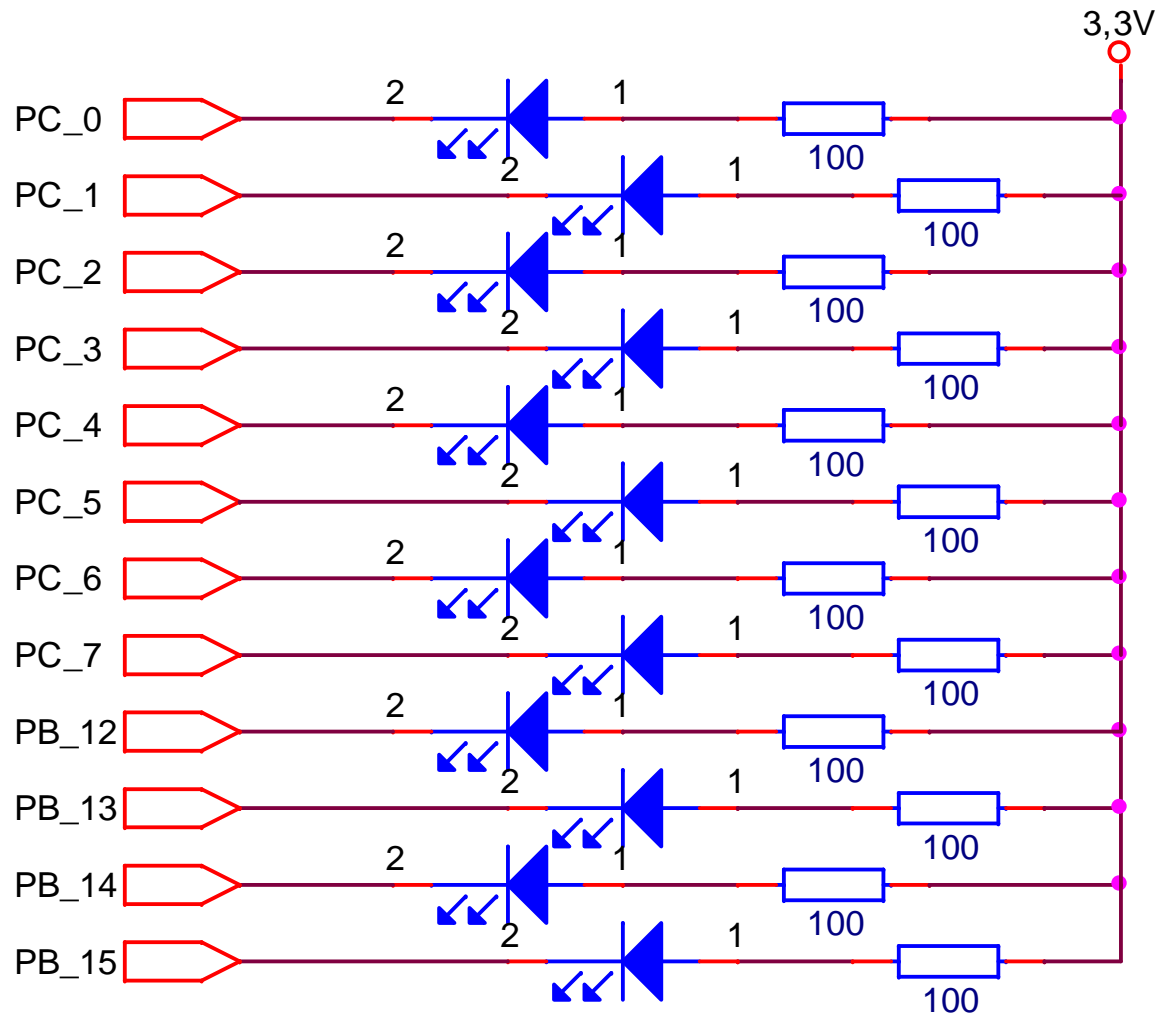 3,3V
PC_0 2 1
100
PC_1 2 1
100
PC_2 2 1
100
PC_3 2 1
100
PC_4 2 1
100
PC_5 2 1
100
PC_6 2 1
100
PC_7 2 1
100
PB_12 2 1
100
PB_13 2 1
100
PB_14 2 1
100
PB_15 2 1
100